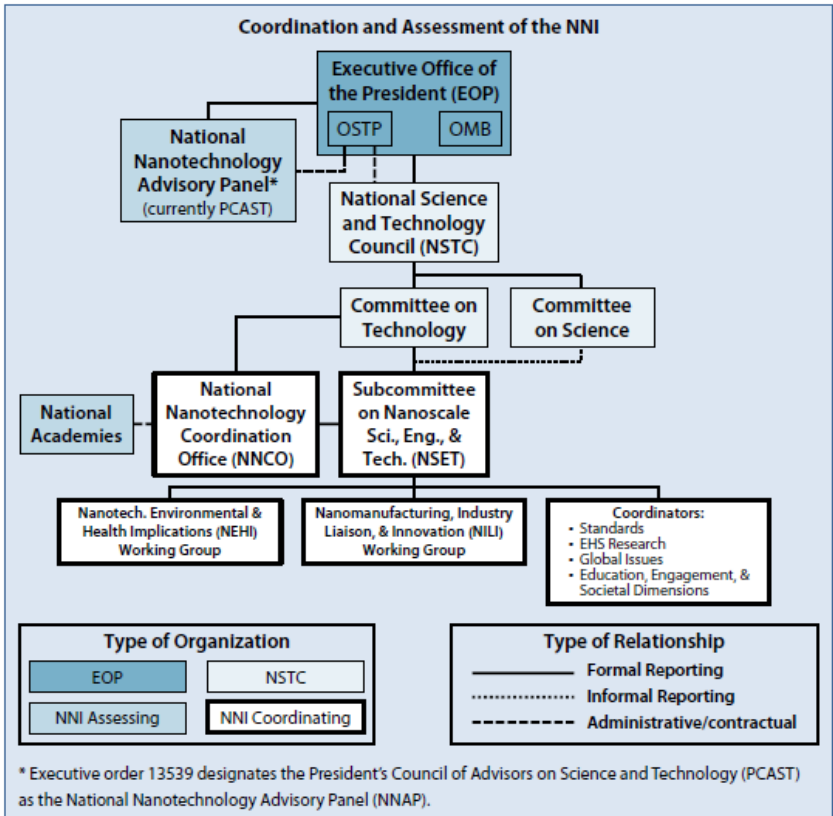 Coordination and Assessment of the NNI
Executive Office of
the President (EOP)
OSTP
OMB
National
Nanotechnology
Advisory Panel*
(currently PCAST)
National Science
and Technology
Council (NSTC)
Committee on
Technology
Committee
on Science
National
Academies
National
Nanotechnology
Coordination
Office (NNCO)
Subcommittee
on Nanoscale
Sci., Eng., &
Tech. (NSET)
Nanotech. Environmental &
Health Implications (NEHI)
Working Group
Nanomanufacturing, Industry
Liaison, & Innovation (NILI)
Working Group
Coordinators:
• Standards
• EHS Research
• Global Issues
• Education, Engagement, &
Societal Dimensions
Type of Organization
EOP
NSTC
NNI Assessing
NNI Coordinating
Type of Relationship
Formal Reporting
Informal Reporting
Administrative/contractual
* Executive order 13539 designates the President's Council of Advisors on Science and Technology (PCAST)
as the National Nanotechnology Advisory Panel (NNAP).